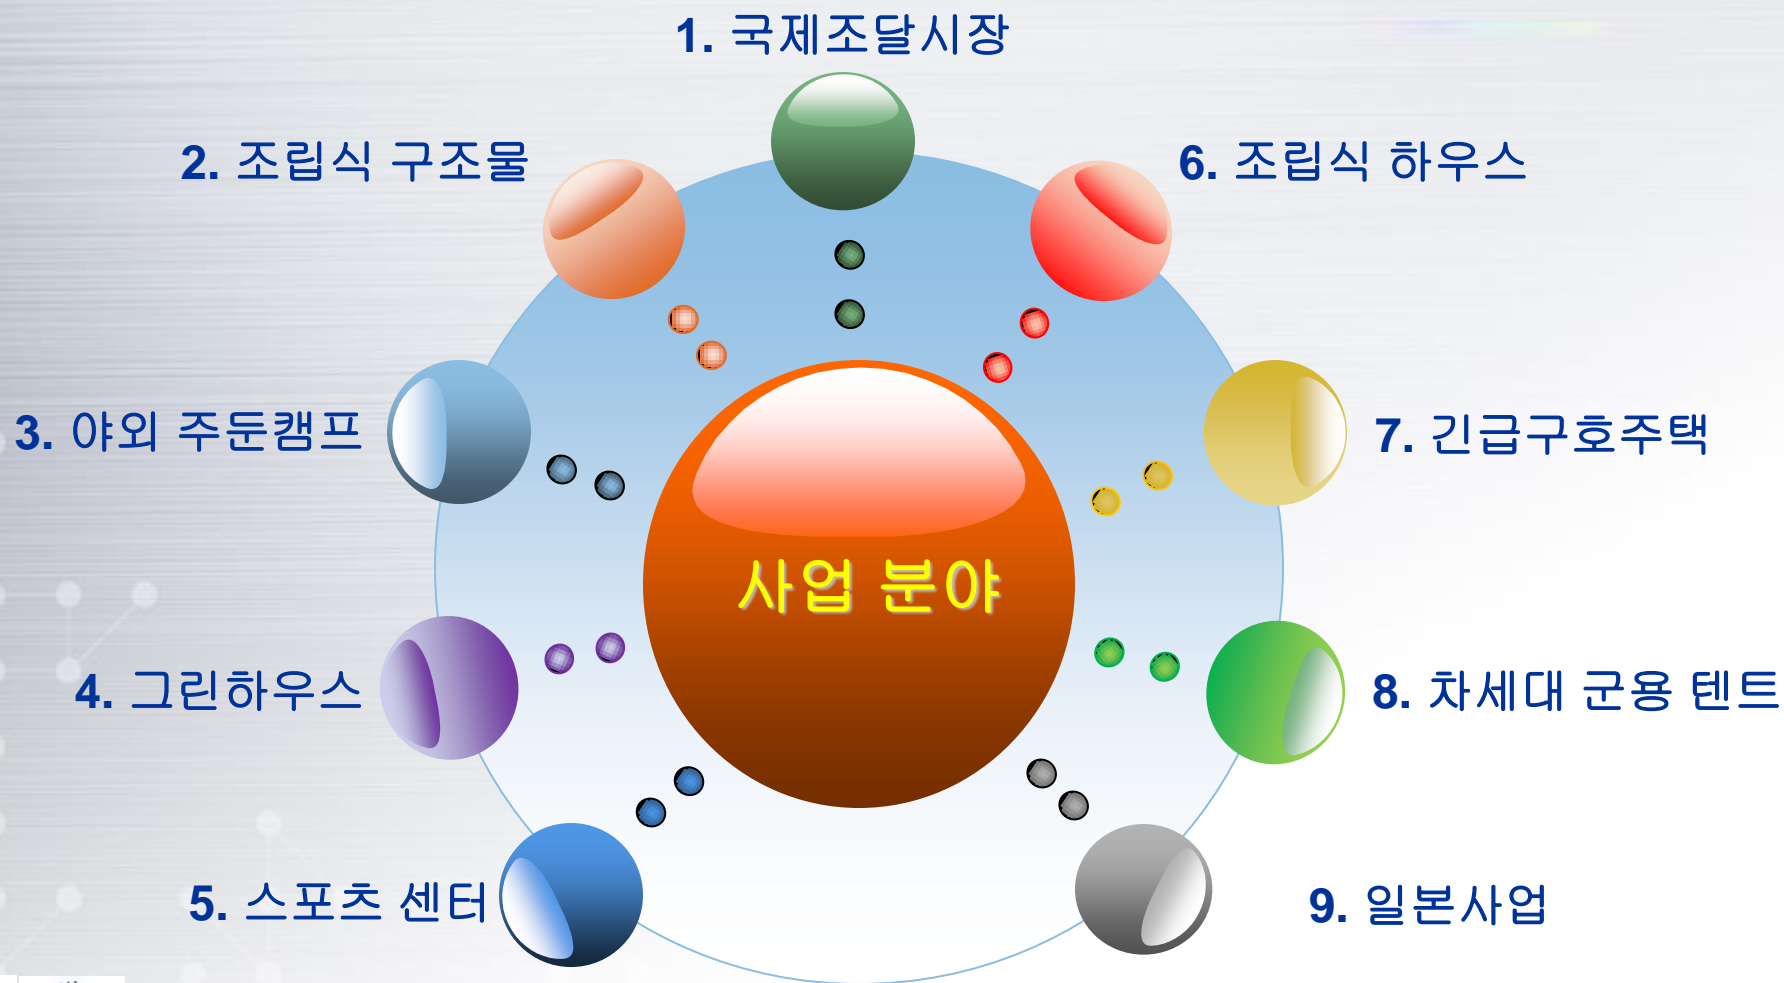 1. 국제조달시장
2. 조립식 구조물
6. 조립식 하우스
3. 야외 주둔캠프
7. 긴급구호주택
사업 분야
4. 그린하우스
8. 차세대 군용 텐트
5. 스포츠 센터
9. 일본사업